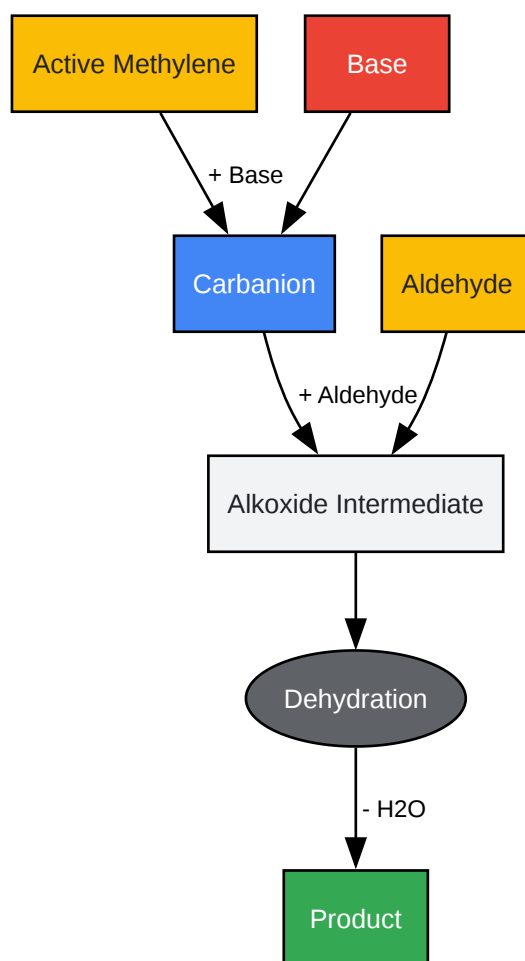 Active Methylene
Base
+ Base
Carbanion
Aldehyde
+ Aldehyde
Alkoxide Intermediate
Dehydration
- H2O
Product